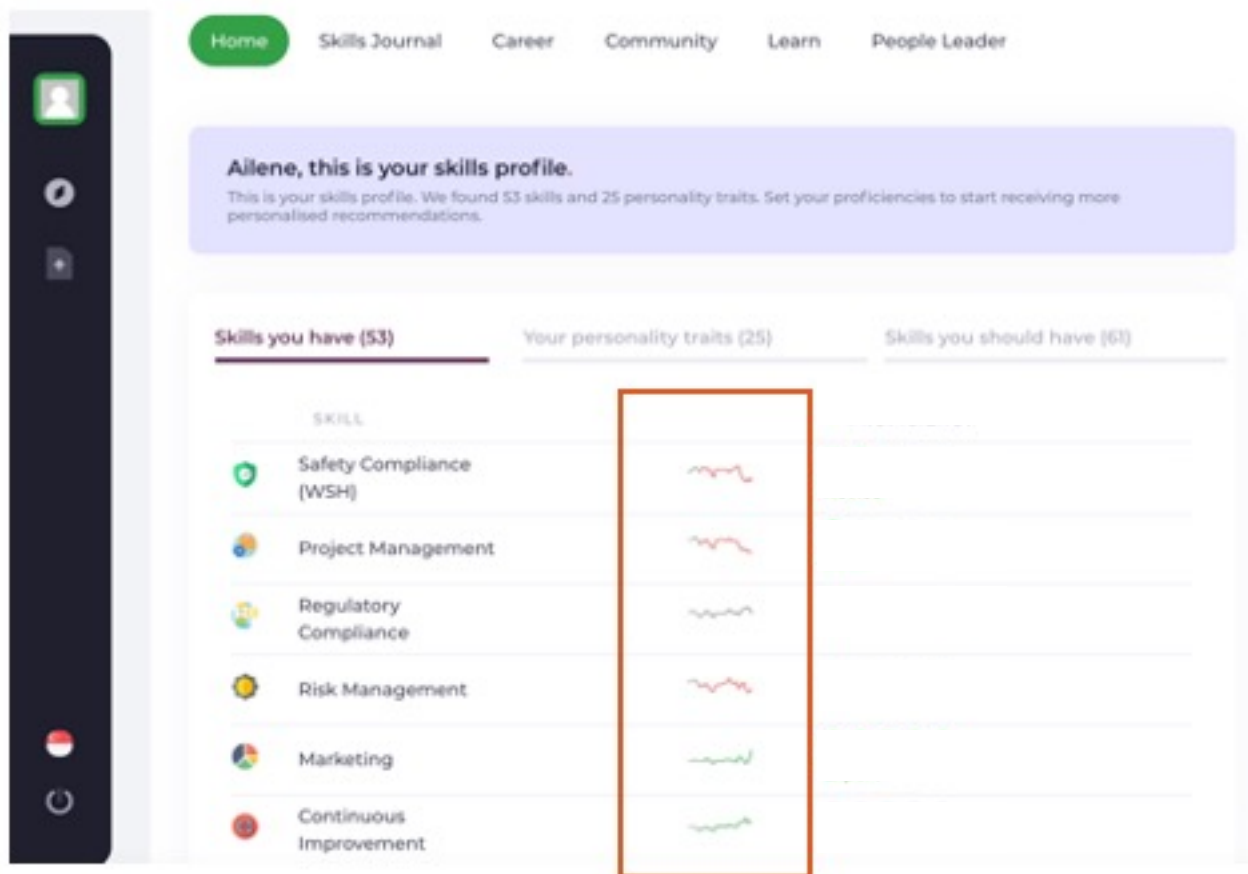 Home Skills Journal Career Community Learn People Leader
Ailene, this is your skills profile.
This is your skills profile. We found 53 skills and 25 personality traits. Set your proficiencies to start receiving more
personalised recommendations.
Skills you have (53) Your personality traits (25) Skills you should have (61)
SKILL
Safety Compliance
(WSH)
Project Management
Regulatory
Compliance
Risk Management
Marketing
Continuous
Improvement